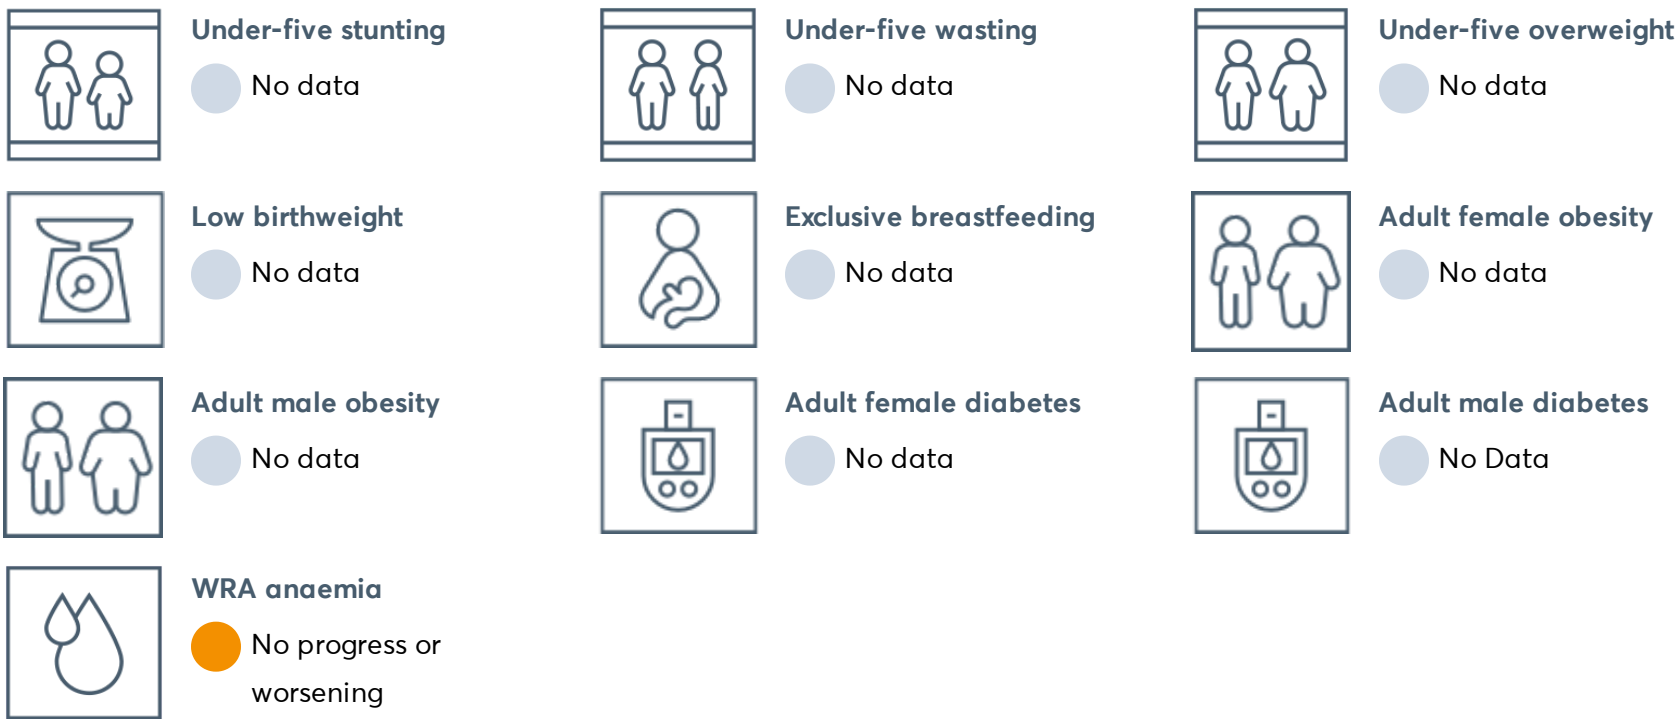 Under-five stunting
No data
Under-five wasting
No data
Under-five overweight
No data
Low birthweight
No data
Exclusive breastfeeding
No data
Adult female obesity
No data
Adult male obesity
No data
Adult female diabetes
No data
Adult male diabetes
No Data
WRA anaemia
No progress or
worsening